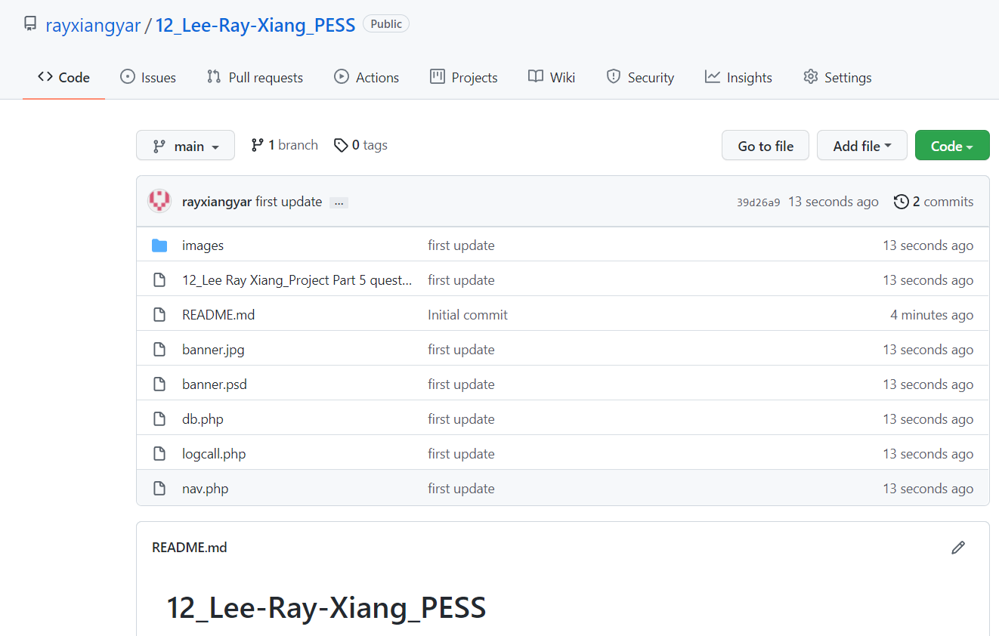 rayxiangyar / 12_Lee-Ray-Xiang_PESS Public
Code Issues Pull requests Actions Projects Wiki Security Insights Settings
main 1 branch 0 tags Go to file Add file Code
rayxiangyar first update ... 39d26a9 13 seconds ago 2 commits
images first update 13 seconds ago
12_Lee Ray Xiang_Project Part 5 quest... first update 13 seconds ago
README.md Initial commit 4 minutes ago
banner.jpg first update 13 seconds ago
banner.psd first update 13 seconds ago
db.php first update 13 seconds ago
logcall.php first update 13 seconds ago
nav.php first update 13 seconds ago
README.md
12_Lee-Ray-Xiang_PESS